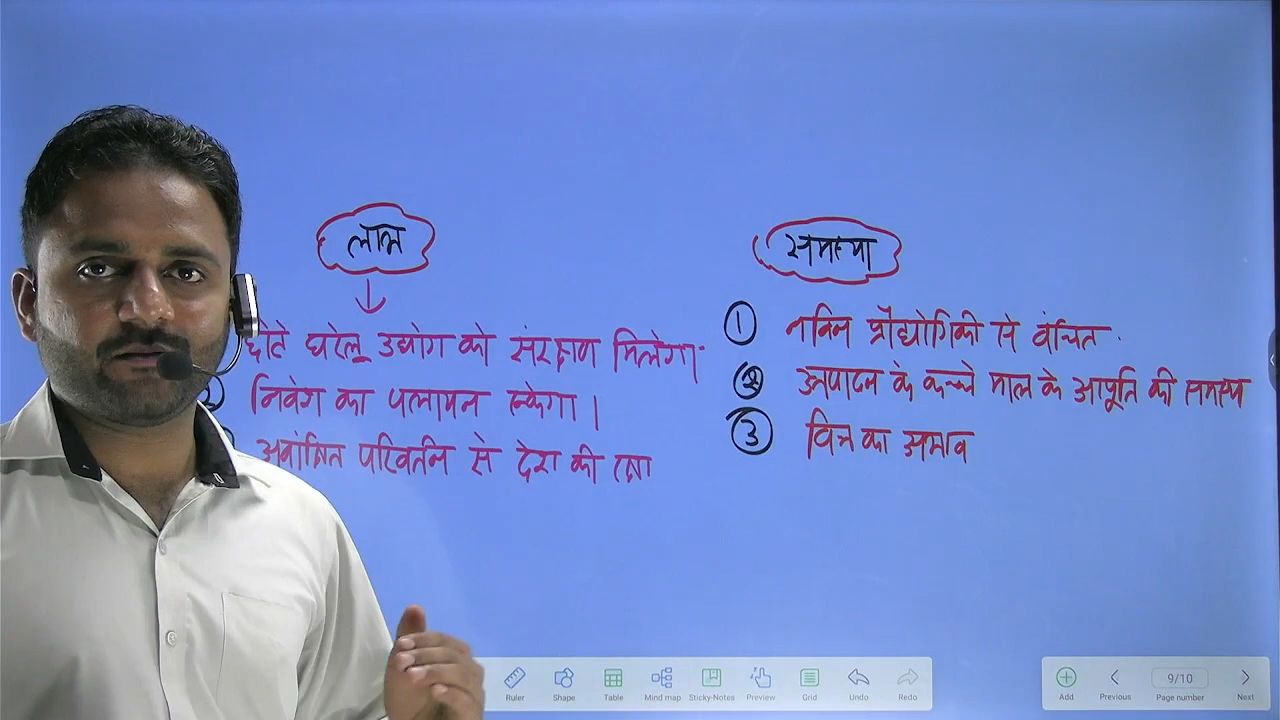 लाभ
छोटे घरेलू उद्योग को संरक्षण मिलेगा
② निवेश का पलायन रुकेगा।
अवांछित परिवर्तन से देश की रक्षा
समस्या
① नविन प्रौद्योगिकी से वंचित
② उत्पादन के कच्चे माल के आपूर्ति की समस्य
③ वित्त का अभाव
Ruler Shape Table Mind map Sticky-Notes Preview Grid Undo Redo
Add Previous 9/10 Page number Next